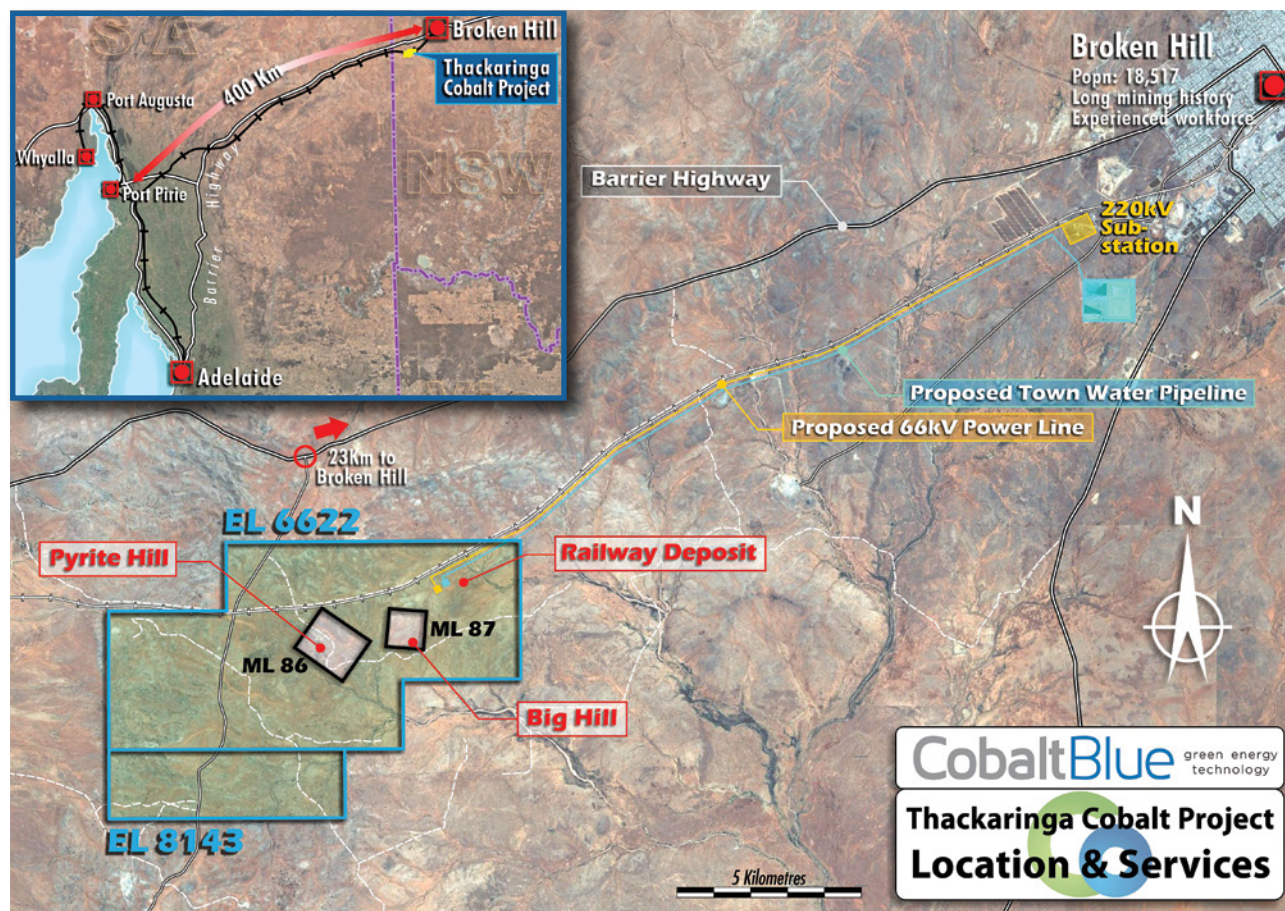 SA
Broken Hill
400 Km
Thackaringa
Cobalt Project
Port Augusta
Whyalla
Port Pirie
NSW
Barrier Highway
Adelaide
Broken Hill
Popn: 18,517
Long mining history
Experienced workforce
Barrier Highway
220kV
Sub-
station
Proposed Town Water Pipeline
Proposed 66kV Power Line
23Km to
Broken Hill
EL 6622
Pyrite Hill
Railway Deposit
ML 87
ML 86
Big Hill
EL 8143
N
CobaltBlue green energy
technology
Thackaringa Cobalt Project
Location & Services
5 Kilometres